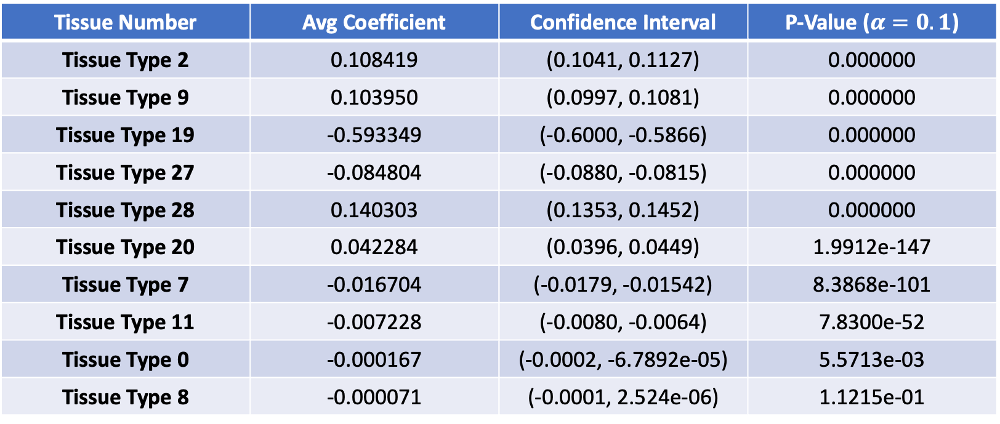 Tissue Number Avg Coefficient Confidence Interval P-Value (α = 0.1)
Tissue Type 2 0.108419 (0.1041, 0.1127) 0.000000
Tissue Type 9 0.103950 (0.0997, 0.1081) 0.000000
Tissue Type 19 -0.593349 (-0.6000, -0.5866) 0.000000
Tissue Type 27 -0.084804 (-0.0880, -0.0815) 0.000000
Tissue Type 28 0.140303 (0.1353, 0.1452) 0.000000
Tissue Type 20 0.042284 (0.0396, 0.0449) 1.9912e-147
Tissue Type 7 -0.016704 (-0.0179, -0.01542) 8.3868e-101
Tissue Type 11 -0.007228 (-0.0080, -0.0064) 7.8300e-52
Tissue Type 0 -0.000167 (-0.0002, -6.7892e-05) 5.5713e-03
Tissue Type 8 -0.000071 (-0.0001, 2.524e-06) 1.1215e-01